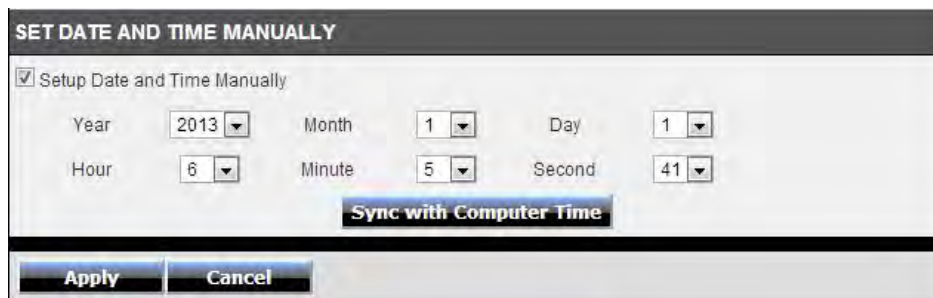 SET DATE AND TIME MANUALLY
Setup Date and Time Manually
Year 2013 Month 1 Day 1
Hour 6 Minute 5 Second 41
Sync with Computer Time
Apply Cancel